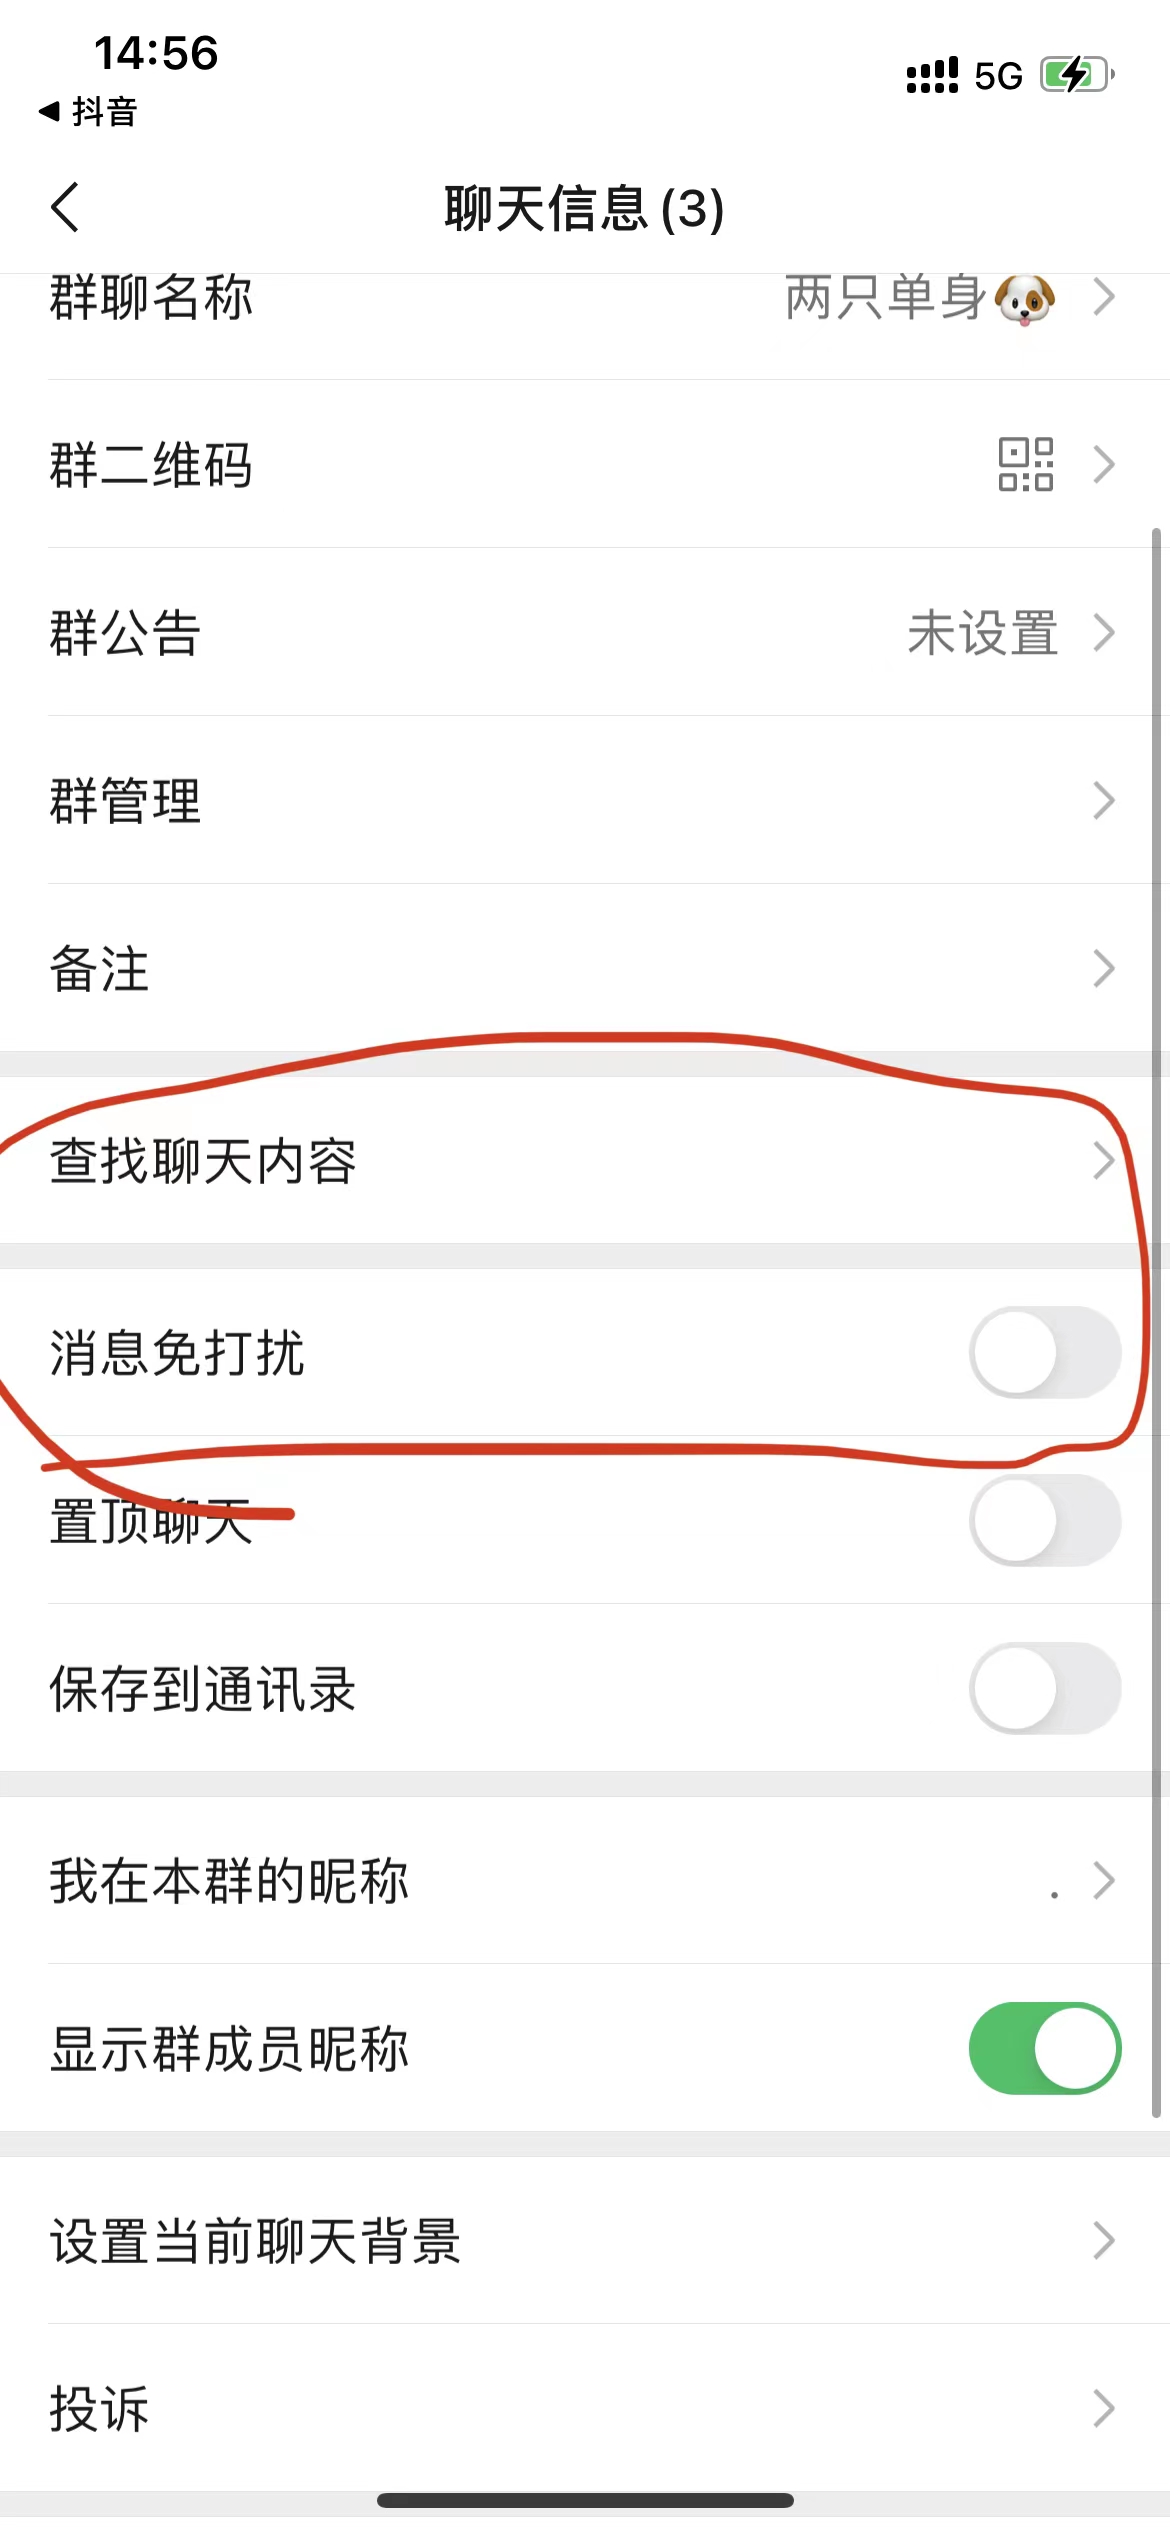 14:56
5G
◀ 抖音
聊天信息(3)
群聊名称 两只单身🐶
群二维码
群公告 未设置
群管理
备注
查找聊天内容
消息免打扰
置顶聊天
保存到通讯录
我在本群的昵称 .
显示群成员昵称
设置当前聊天背景
投诉